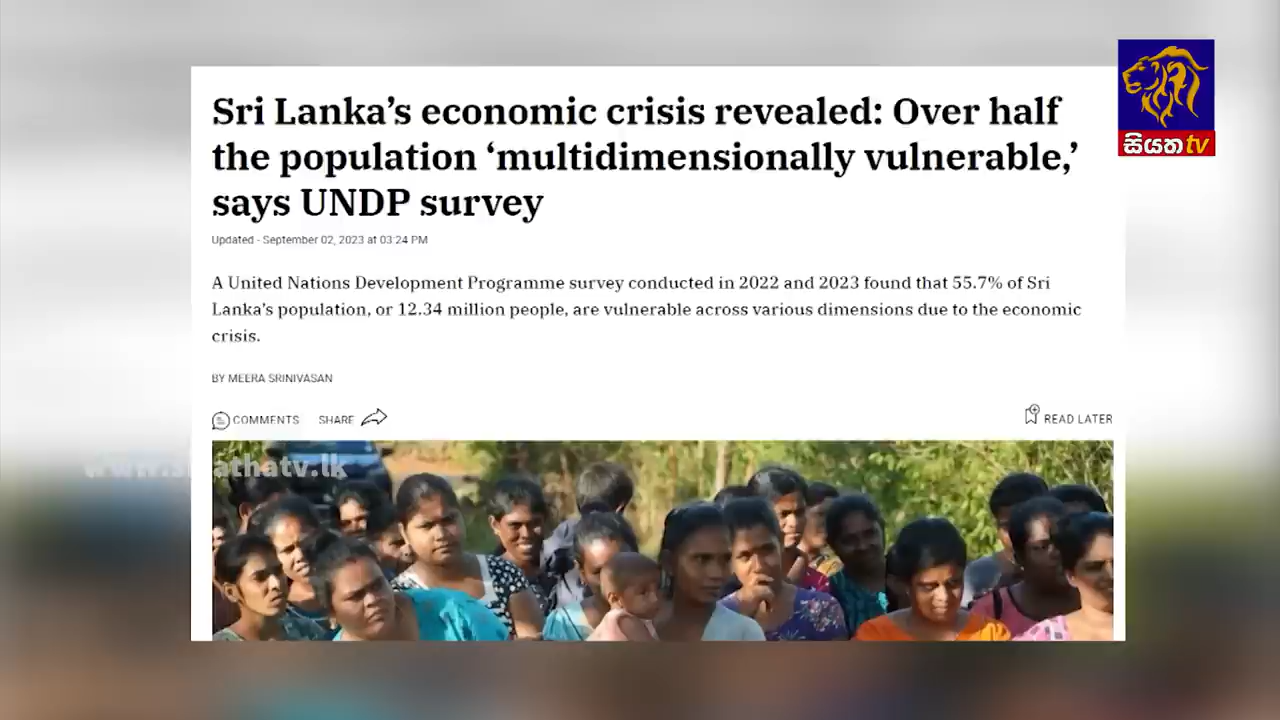 Sri Lanka’s economic crisis revealed: Over half
the population ‘multidimensionally vulnerable,’
says UNDP survey
Updated - September 02, 2023 at 03:24 PM
A United Nations Development Programme survey conducted in 2022 and 2023 found that 55.7% of Sri
Lanka’s population, or 12.34 million people, are vulnerable across various dimensions due to the economic
crisis.
BY MEERA SRINIVASAN
COMMENTS SHARE
READ LATER
සියත tv
www.siyathatv.lk